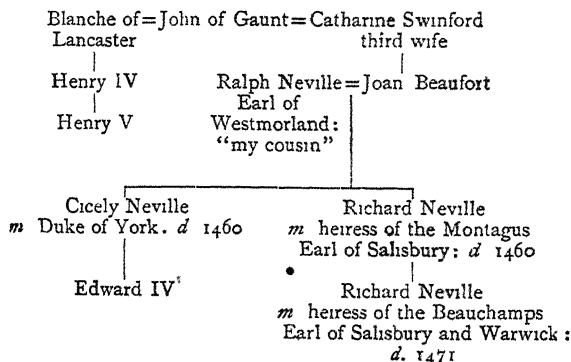 Blanche of=John of Gaunt=Catharine Swinford
Lancaster third wife
Henry IV Ralph Neville=Joan Beaufort
Earl of
Henry V Westmorland:
"my cousin"
Cicely Neville Richard Neville
m Duke of York. d 1460 m heiress of the Montagus
Earl of Salisbury: d 1460
Edward IV Richard Neville
m heiress of the Beauchamps
Earl of Salisbury and Warwick:
d. 1471